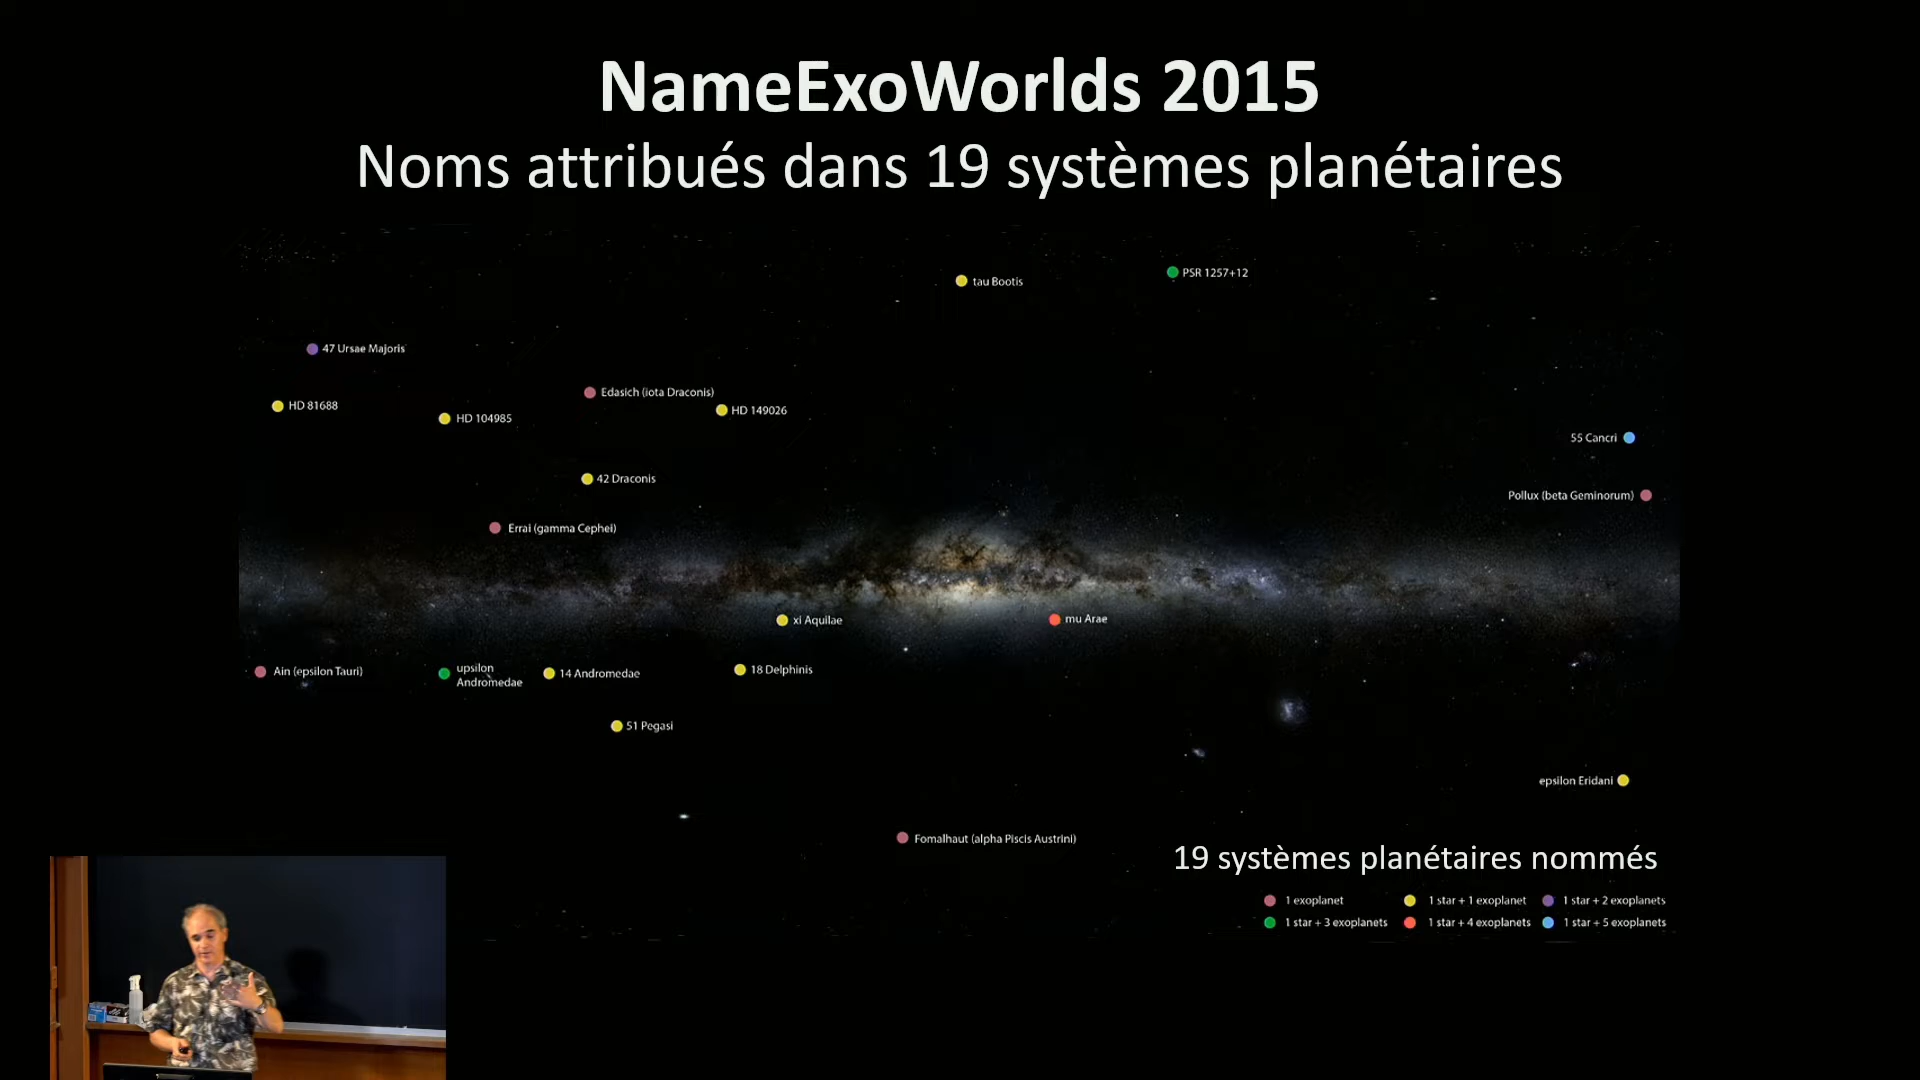 NameExoWorlds 2015
Noms attribués dans 19 systèmes planétaires
tau Bootis
PSR 1257+12
47 Ursae Majoris
Edasich (iota Draconis)
HD 81688
HD 104985
HD 149026
55 Cancri
42 Draconis
Pollux (beta Geminorum)
Errai (gamma Cephei)
xi Aquilae
mu Arae
Ain (epsilon Tauri)
upsilon
Andromedae
14 Andromedae
18 Delphinis
51 Pegasi
epsilon Eridani
Fomalhaut (alpha Piscis Austrini)
19 systèmes planétaires nommés
1 exoplanet
1 star + 1 exoplanet
1 star + 2 exoplanets
1 star + 3 exoplanets
1 star + 4 exoplanets
1 star + 5 exoplanets